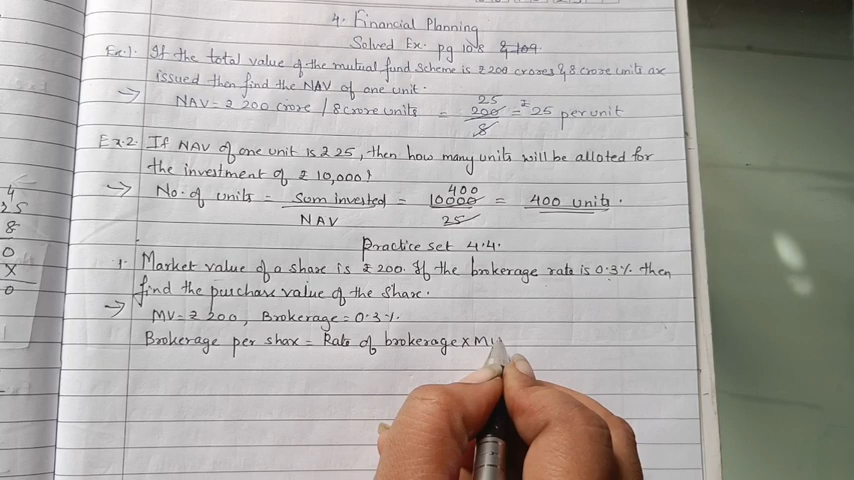 4. Financial Planning
Solved Ex. pg 108 & 109.
Ex.1. If the total value of the mutual fund scheme is ₹200 crores & 8 crore units are
issued then find the NAV of one unit.
→ NAV = ₹ 200 crore / 8 crore units = 25 200 / 8 = ₹25 per unit
Ex.2. If NAV of one unit is ₹ 25, then how many units will be alloted for
the investment of ₹ 10,000?
→ No. of units = Sum invested / NAV = 400 10000 / 25 = 400 units.
Practice set 4.4.
1. Market value of a share is ₹ 200. If the brokerage rate is 0.3% then
find the purchase value of the share.
→ MV = ₹ 200, Brokerage = 0.3%.
Brokerage per share = Rate of brokerage x MV
4
25
8
0
X
0